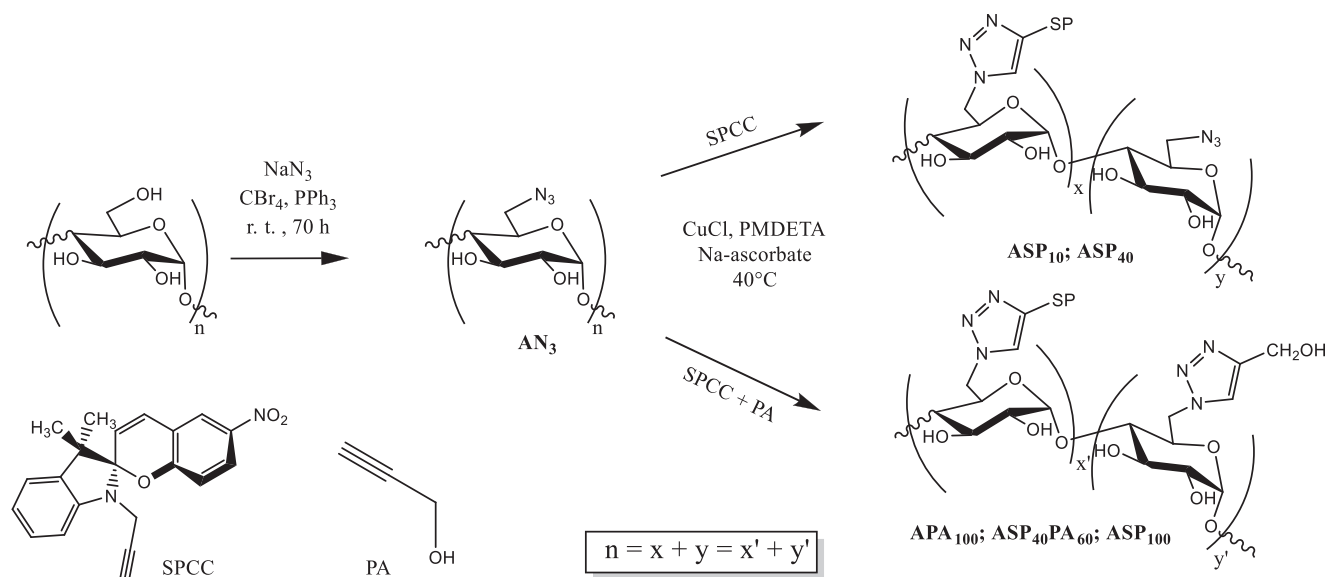 OH
O
HO
OH
O
n
NaN₃
CBr₄, PPh₃
r. t. , 70 h
N₃
O
HO
OH
O
n
AN₃
SPCC
CuCl, PMDETA
Na-ascorbate
40°C
SPCC + PA
N
N
N
SP
O
HO
OH
O
x
N₃
O
HO
OH
O
y
ASP₁₀; ASP₄₀
N
N
N
SP
O
HO
OH
O
x'
N
N
N
CH₂OH
O
HO
OH
O
y'
APA₁₀₀; ASP₄₀PA₆₀; ASP₁₀₀
H₃C
CH₃
NO₂
O
N
SPCC
OH
PA
n = x + y = x' + y'